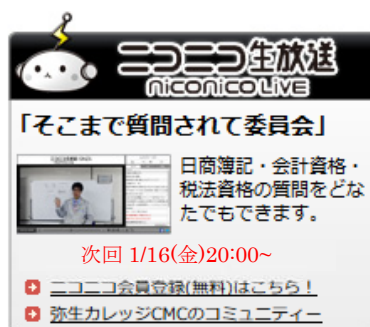 ニコニコ生放送
niconico LIVE
「そこまで質問されて委員会」
日商簿記・会計資格・
税法資格の質問をどな
たでもできます。
次回 1/16(金)20:00~
ニコニコ会員登録(無料)はこちら！
弥生カレッジCMCのコミュニティー